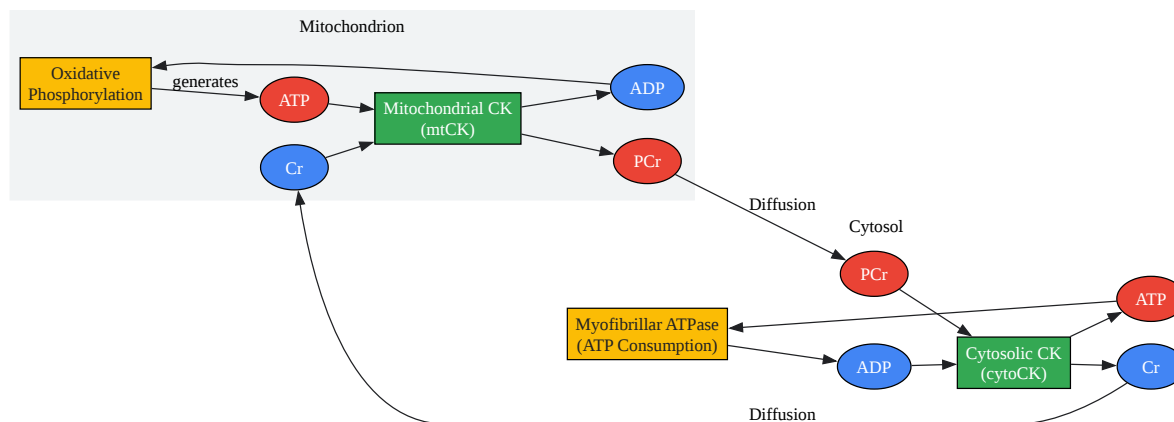 Mitochondrion
Oxidative
Phosphorylation
generates
ATP
Cr
Mitochondrial CK
(mtCK)
ADP
PCr
Diffusion
Cytosol
PCr
Myofibrillar ATPase
(ATP Consumption)
ADP
Cytosolic CK
(cytoCK)
ATP
Cr
Diffusion